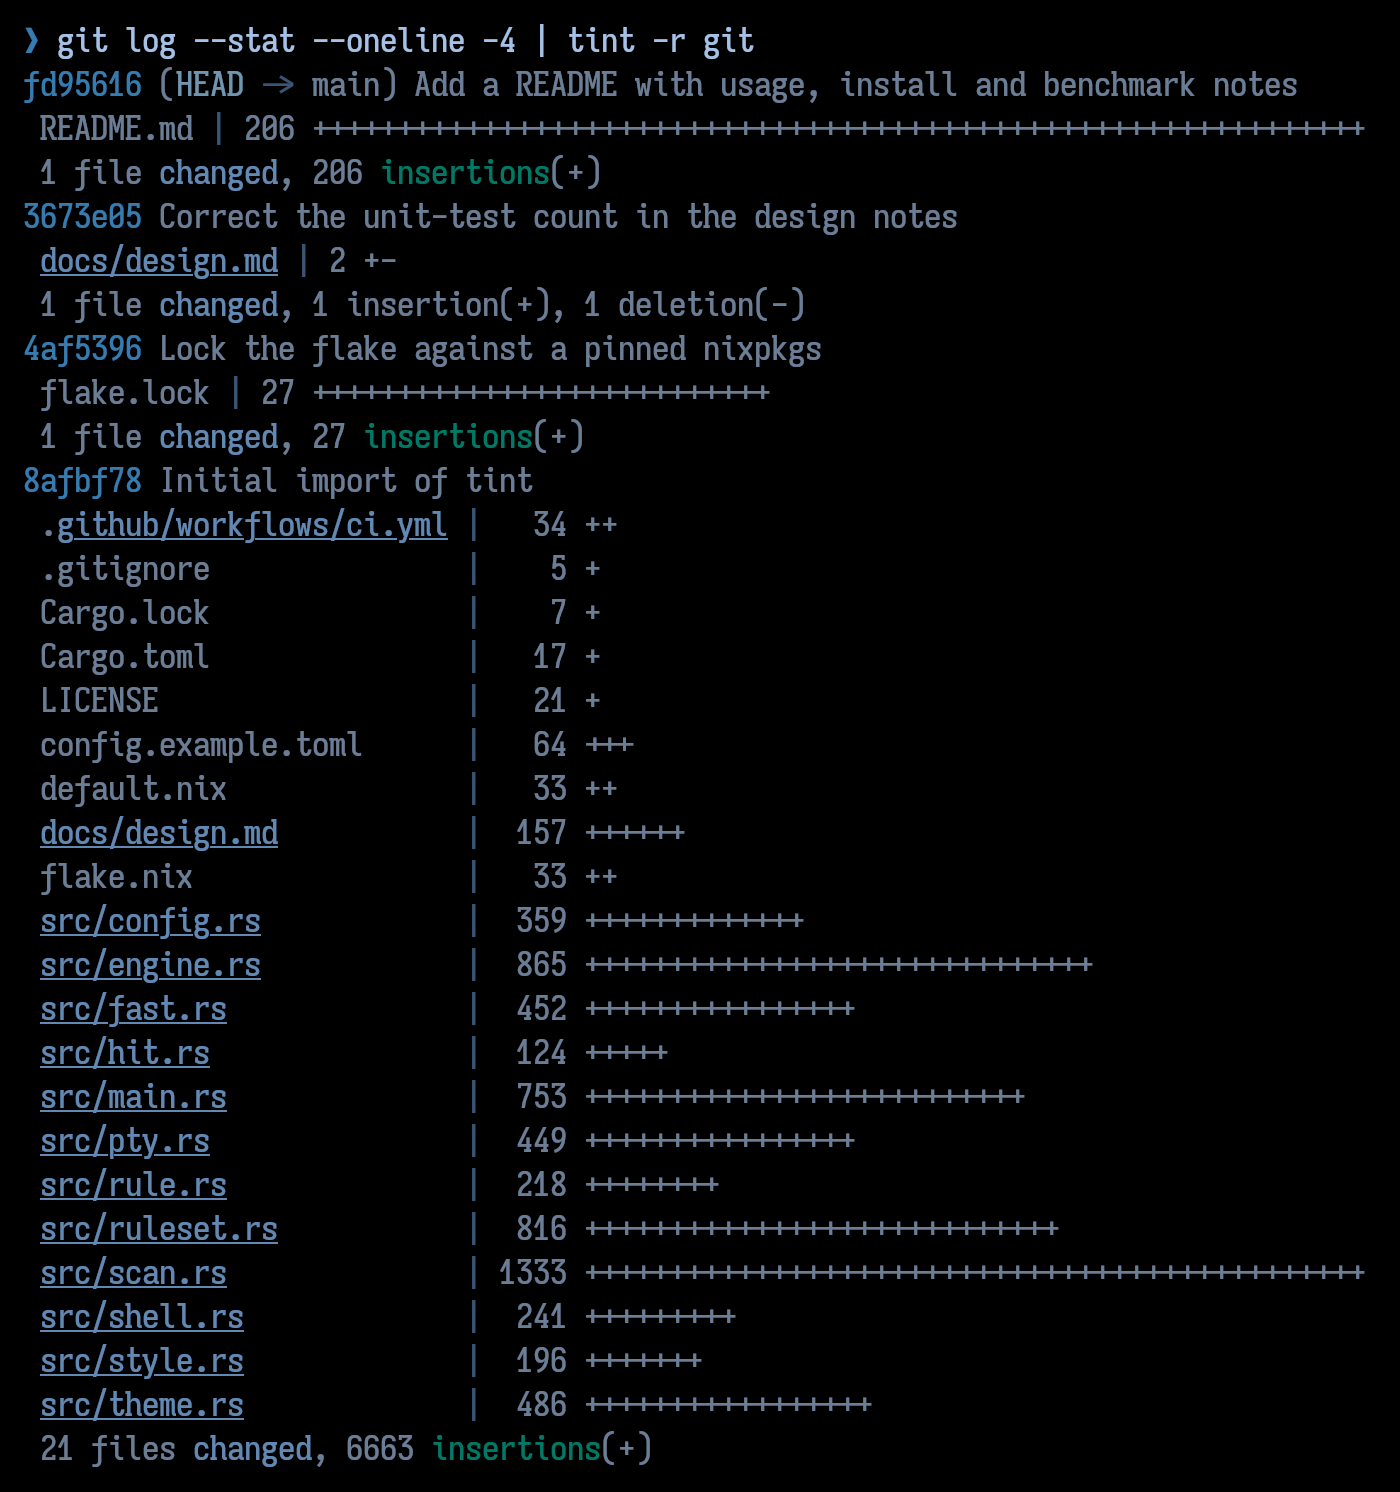 ❯ git log --stat --oneline -4 | tint -r git
fd95616 (HEAD -> main) Add a README with usage, install and benchmark notes
 README.md | 206 ++++++++++++++++++++++++++++++++++++++++++++++++++++++++++++++
 1 file changed, 206 insertions(+)
3673e05 Correct the unit-test count in the design notes
 docs/design.md | 2 +-
 1 file changed, 1 insertion(+), 1 deletion(-)
4af5396 Lock the flake against a pinned nixpkgs
 flake.lock | 27 +++++++++++++++++++++++++++
 1 file changed, 27 insertions(+)
8afbf78 Initial import of tint
 .github/workflows/ci.yml |   34 ++
 .gitignore               |    5 +
 Cargo.lock               |    7 +
 Cargo.toml               |   17 +
 LICENSE                  |   21 +
 config.example.toml      |   64 +++
 default.nix              |   33 ++
 docs/design.md           |  157 ++++++
 flake.nix                |   33 ++
 src/config.rs            |  359 +++++++++++++
 src/engine.rs            |  865 ++++++++++++++++++++++++++++++
 src/fast.rs              |  452 ++++++++++++++++
 src/hit.rs               |  124 +++++
 src/main.rs              |  753 ++++++++++++++++++++++++++
 src/pty.rs               |  449 ++++++++++++++++
 src/rule.rs              |  218 ++++++++
 src/ruleset.rs           |  816 ++++++++++++++++++++++++++++
 src/scan.rs              | 1333 ++++++++++++++++++++++++++++++++++++++++++++++
 src/shell.rs             |  241 +++++++++
 src/style.rs             |  196 +++++++
 src/theme.rs             |  486 +++++++++++++++++
 21 files changed, 6663 insertions(+)